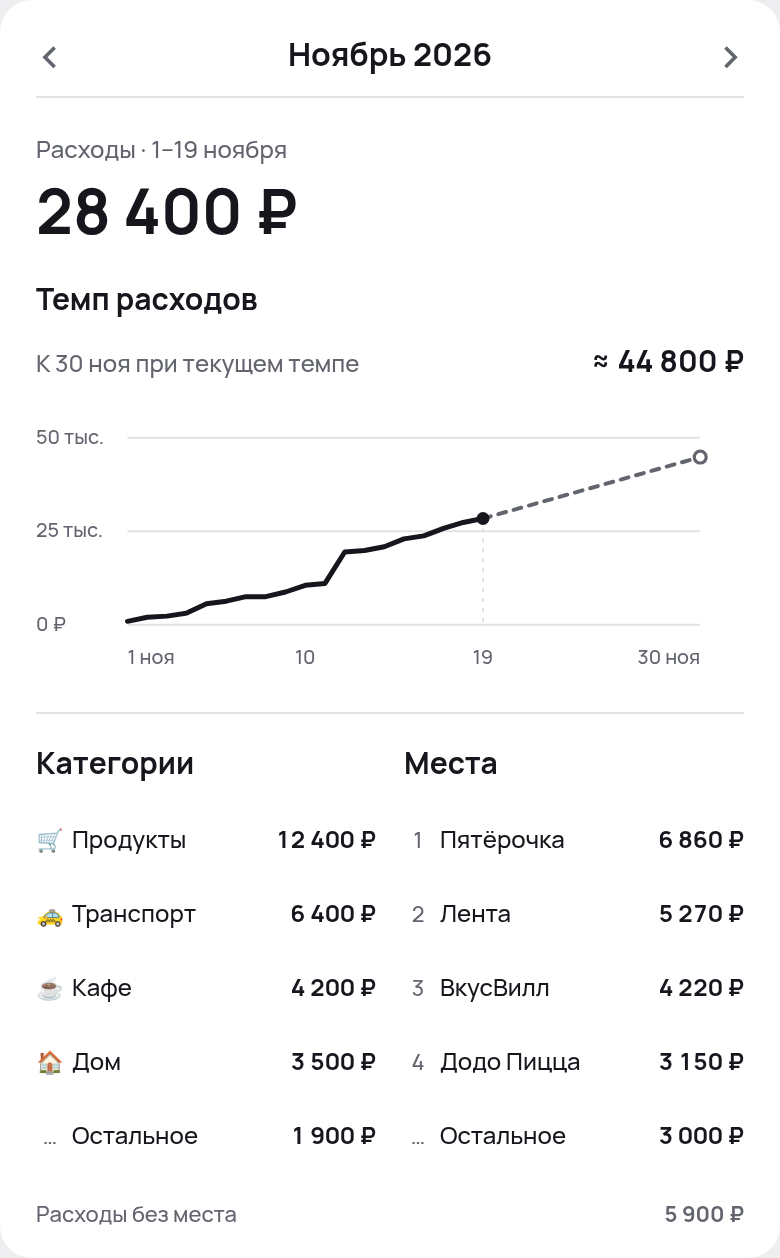 Ноябрь 2026
Расходы · 1–19 ноября
28 400 ₽
Темп расходов
К 30 ноя при текущем темпе ≈ 44 800 ₽
50 тыс.
25 тыс.
0 ₽
1 ноя 10 19 30 ноя
Категории
Продукты 12 400 ₽
Транспорт 6 400 ₽
Кафе 4 200 ₽
Дом 3 500 ₽
... Остальное 1 900 ₽
Места
1 Пятёрочка 6 860 ₽
2 Лента 5 270 ₽
3 ВкусВилл 4 220 ₽
4 Додо Пицца 3 150 ₽
... Остальное 3 000 ₽
Расходы без места 5 900 ₽